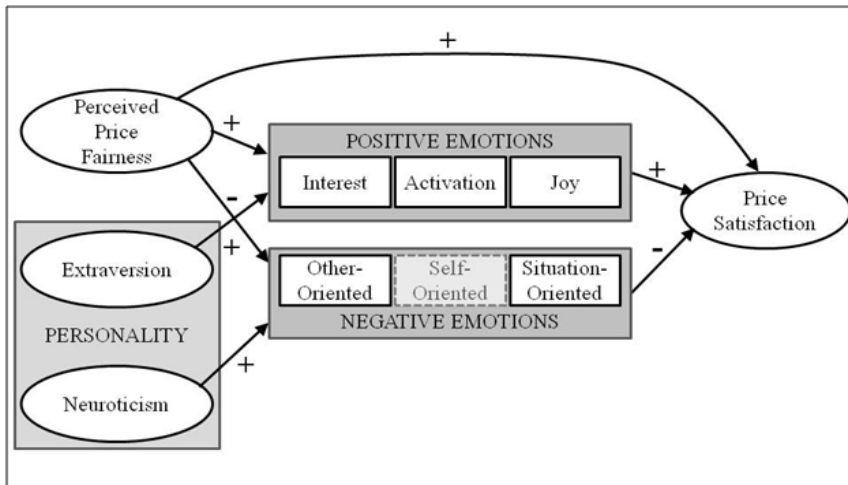 +
Perceived
Price
Fairness
+
POSITIVE EMOTIONS
Interest
Activation
Joy
+
Price
Satisfaction
-
+
Extraversion
Other-
Oriented
Self-
Oriented
Situation-
Oriented
-
NEGATIVE EMOTIONS
PERSONALITY
+
Neuroticism